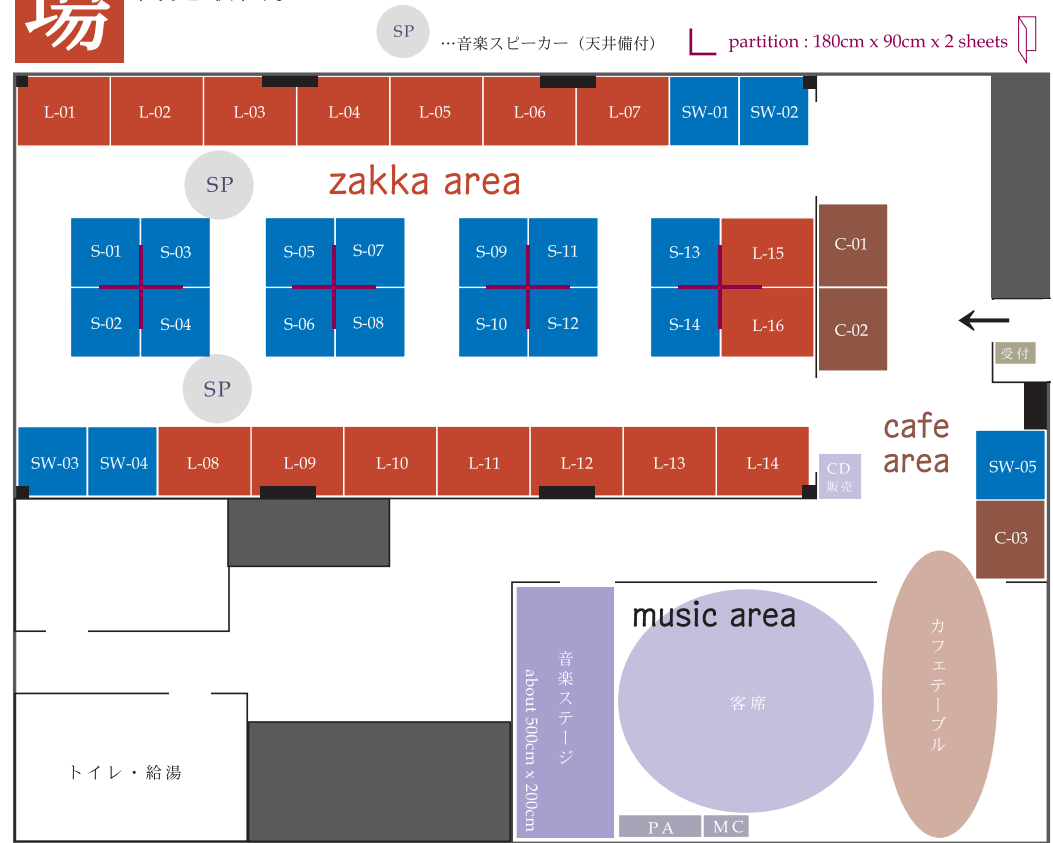 場
SP
…音楽スピーカー（天井備付）
partition : 180cm x 90cm x 2 sheets
L-01
L-02
L-03
L-04
L-05
L-06
L-07
SW-01
SW-02
SP
zakka area
S-01
S-03
S-05
S-07
S-09
S-11
S-13
L-15
C-01
S-02
S-04
S-06
S-08
S-10
S-12
S-14
L-16
C-02
受付
SP
cafe
area
SW-03
SW-04
L-08
L-09
L-10
L-11
L-12
L-13
L-14
CD
販売
SW-05
C-03
music area
音楽ステージ
about 500cm x 200cm
客席
カフェテーブル
トイレ・給湯
PA
MC